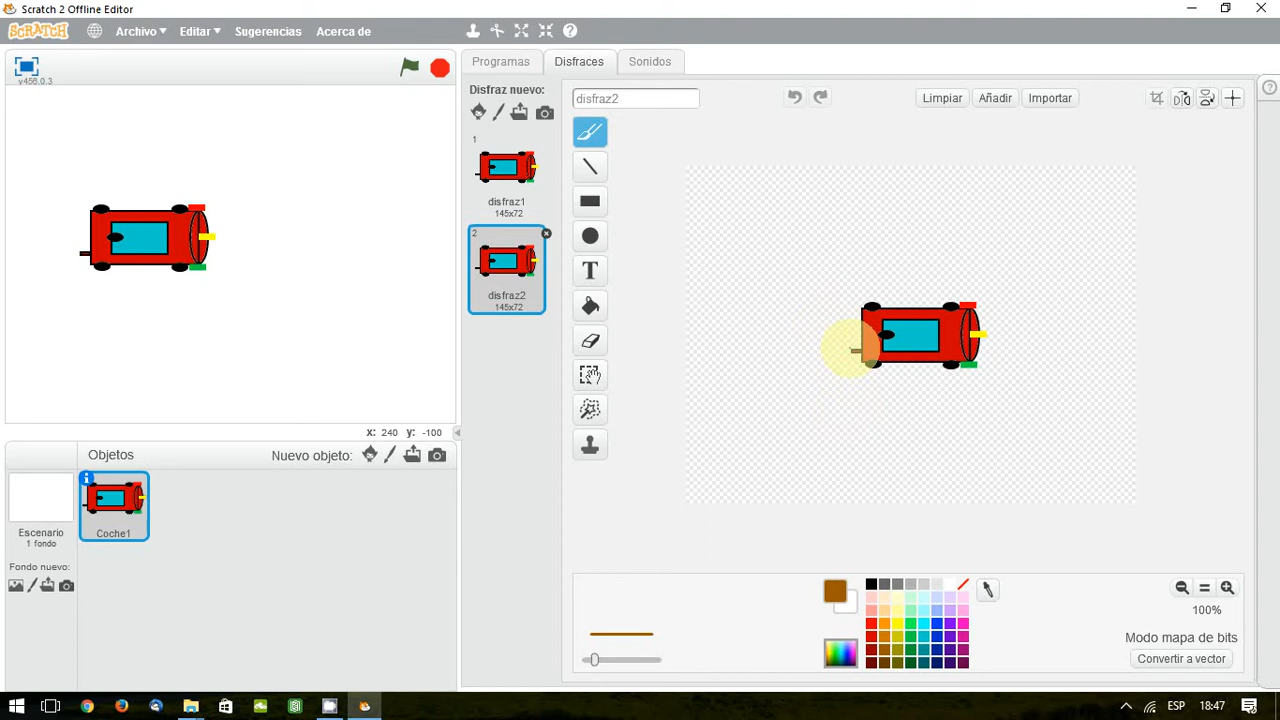 Scratch 2 Offline Editor
SCRATCH
Archivo
Editar
Sugerencias
Acerca de
v456.0.3
Programas
Disfraces
Sonidos
Disfraz nuevo:
disfraz2
Limpiar
Añadir
Importar
1
disfraz1
145x72
2
disfraz2
145x72
T
x: 240 y: -100
Objetos
Nuevo objeto:
Escenario
1 fondo
Fondo nuevo:
Coche1
100%
Modo mapa de bits
Convertir a vector
ESP
18:47